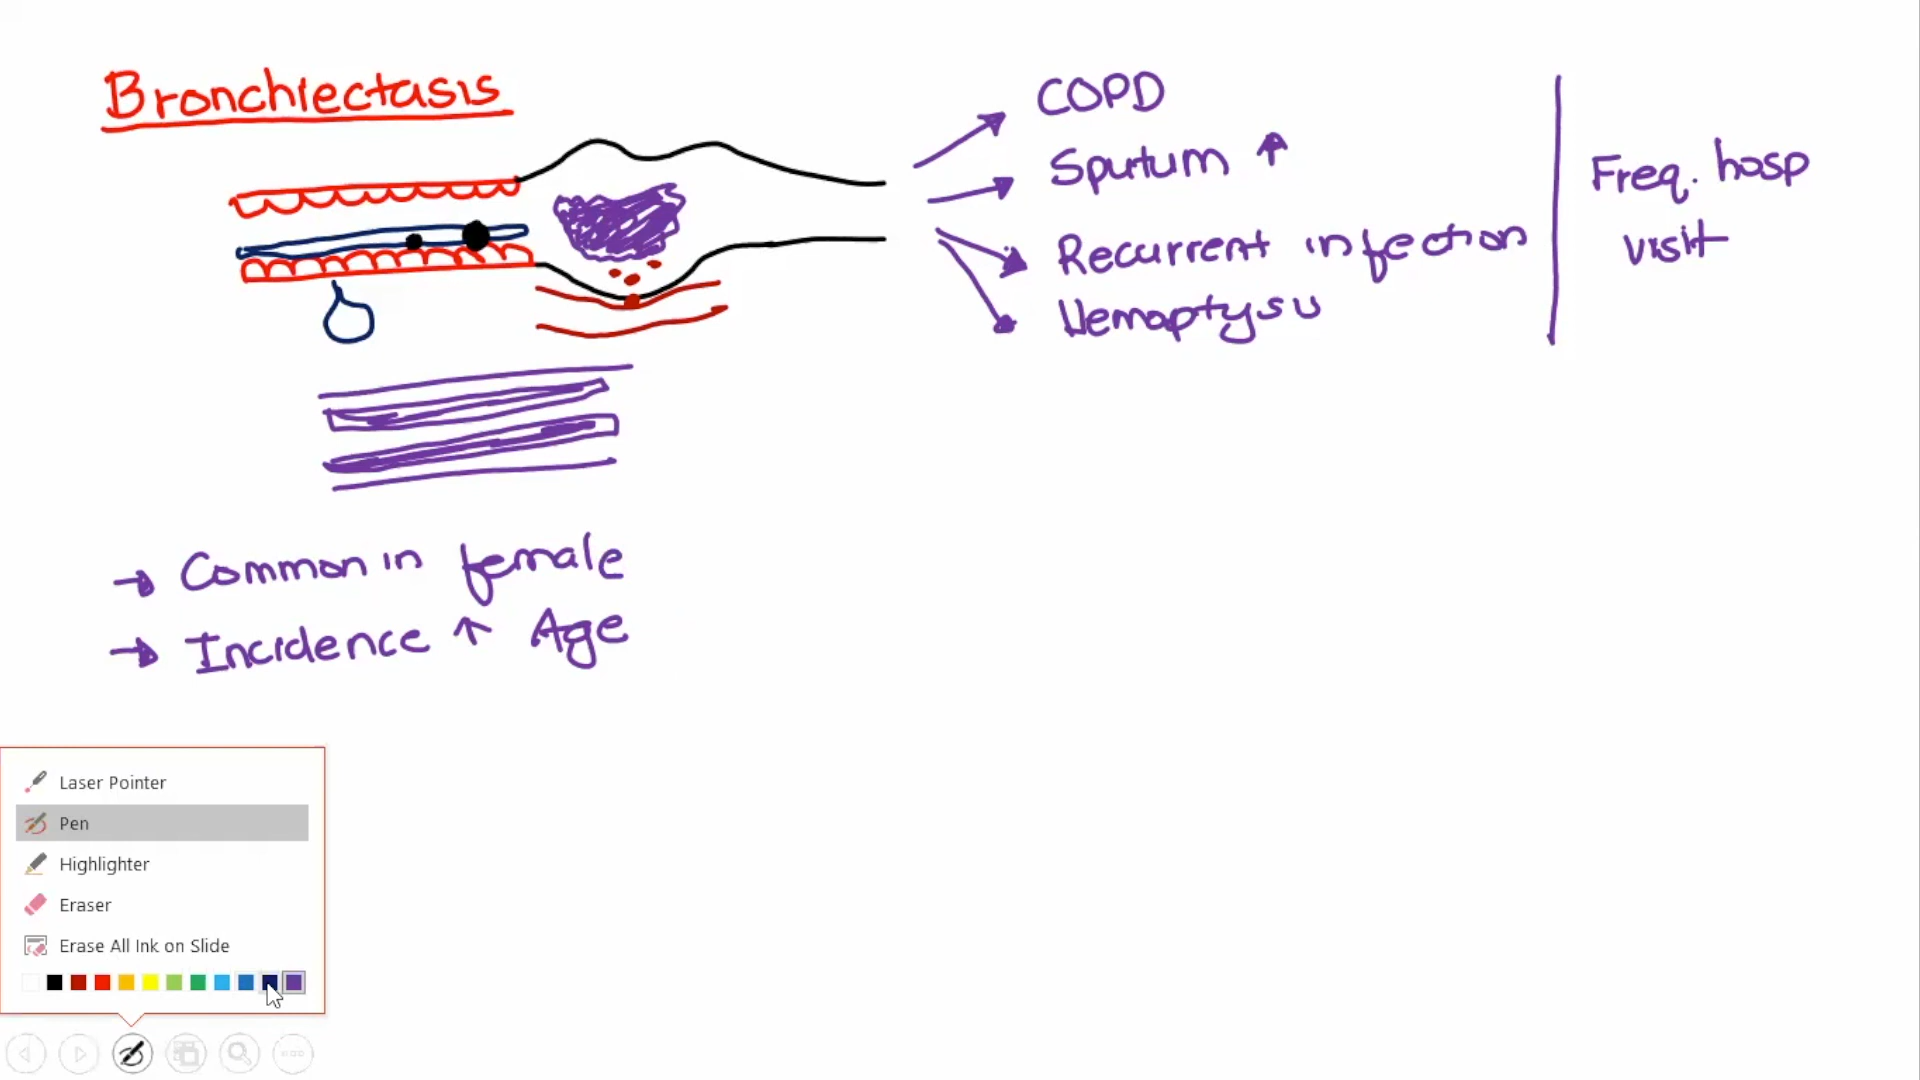 Bronchiectasis
COPD
Sputum ↑
Recurrent infection
Hemoptysis
Freq. hosp
visit
→ Common in female
→ Incidence ↑ Age
Laser Pointer
Pen
Highlighter
Eraser
Erase All Ink on Slide